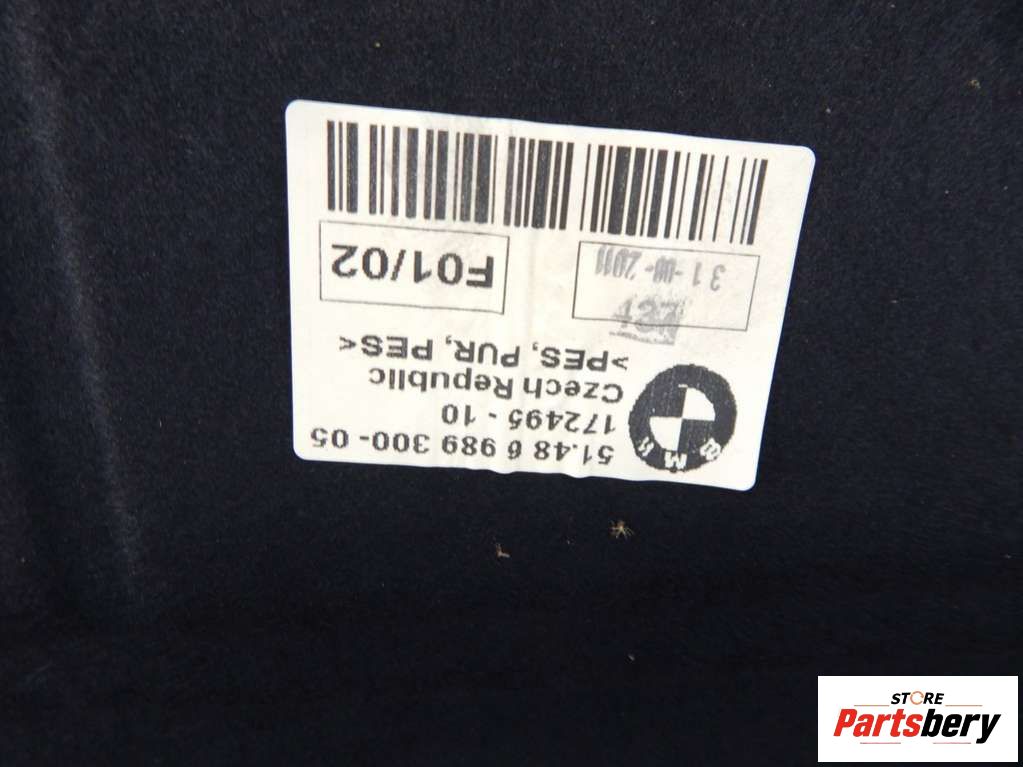 51.48 6 989 300-05
172495 - 10
Czech Republic
>PES, PUR, PES<
BMW
F01/02
STORE
Partsbery